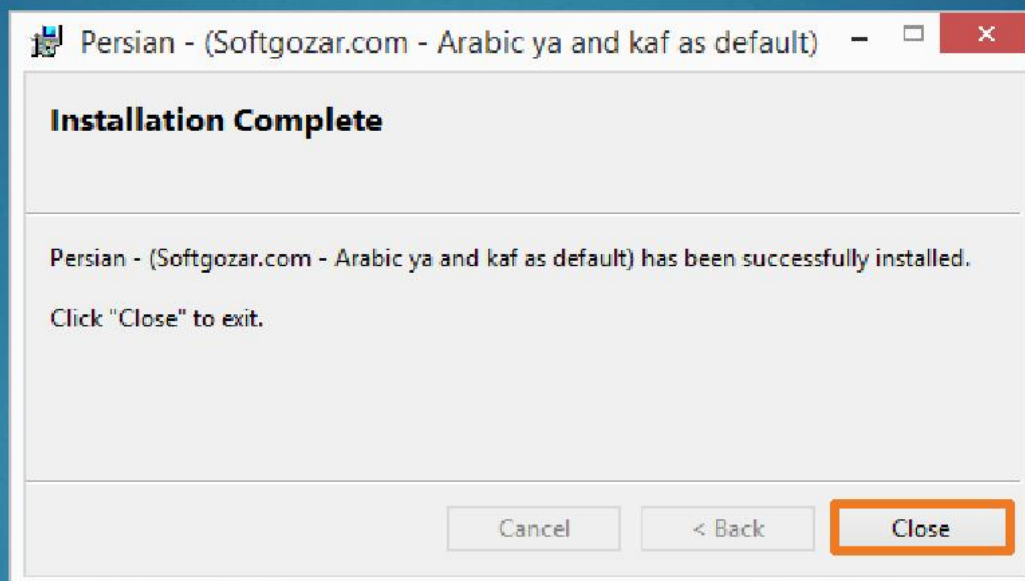 Persian - (Softgozar.com - Arabic ya and kaf as default)
Installation Complete
Persian - (Softgozar.com - Arabic ya and kaf as default) has been successfully installed.
Click "Close" to exit.
Cancel
< Back
Close